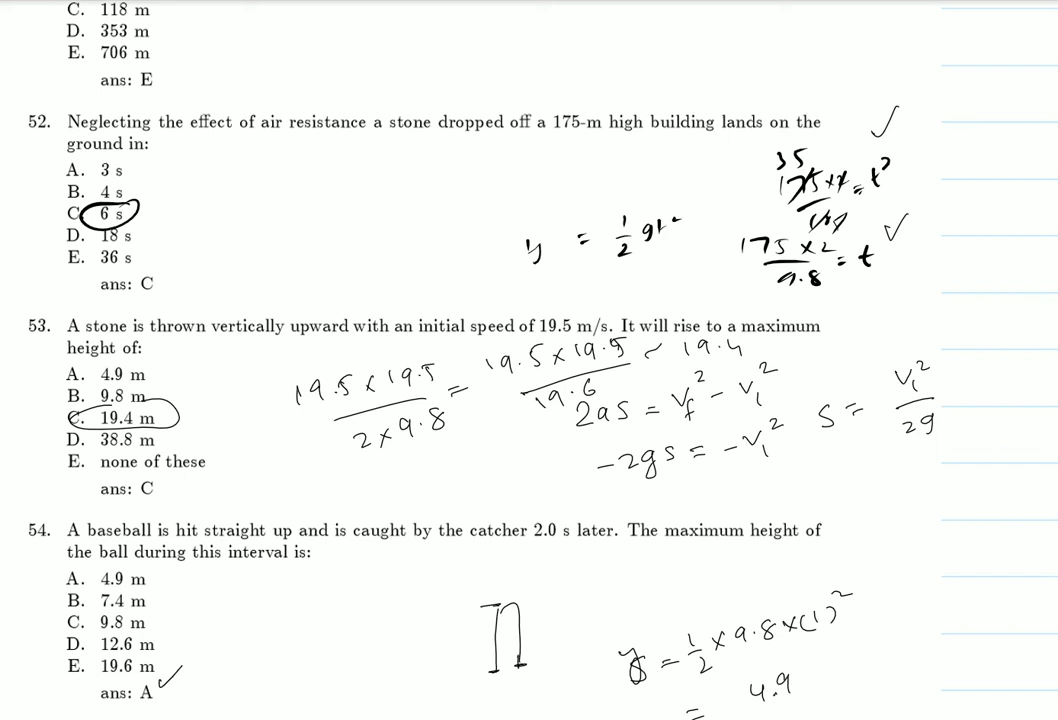 C. 118 m
D. 353 m
E. 706 m
ans: E
52. Neglecting the effect of air resistance a stone dropped off a 175-m high building lands on the
ground in:
A. 3 s
B. 4 s
C 6 s
D. 18 s
E. 36 s
ans: C
35
= t²
y = 1/2 gt²
175 x 2 / 9.8 = t
53. A stone is thrown vertically upward with an initial speed of 19.5 m/s. It will rise to a maximum
height of:
A. 4.9 m
B. 9.8 m
C. 19.4 m
D. 38.8 m
E. none of these
ans: C
19.5 x 19.5 / 2 x 9.8 = 19.5 x 19.5 / 19.6 ~ 19.4
2as = vf² - vi²
-2gs = -vi²
s = vi² / 2g
54. A baseball is hit straight up and is caught by the catcher 2.0 s later. The maximum height of
the ball during this interval is:
A. 4.9 m
B. 7.4 m
C. 9.8 m
D. 12.6 m
E. 19.6 m
ans: A
= 1/2 x 9.8 x (1)²
= 4.9